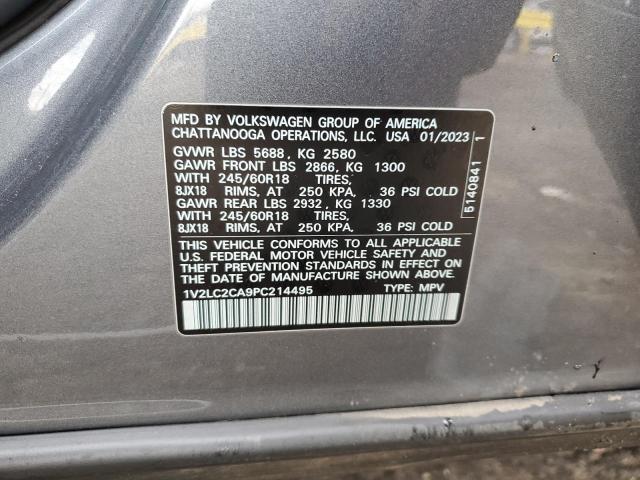 MFD BY VOLKSWAGEN GROUP OF AMERICA
CHATTANOOGA OPERATIONS, LLC. USA 01/2023
GVWR LBS 5688, KG 2580
GAWR FRONT LBS 2866, KG 1300
WITH 245/60R18 TIRES,
8JX18 RIMS, AT 250 KPA, 36 PSI COLD
GAWR REAR LBS 2932, KG 1330
WITH 245/60R18 TIRES,
8JX18 RIMS, AT 250 KPA, 36 PSI COLD
THIS VEHICLE CONFORMS TO ALL APPLICABLE
U.S. FEDERAL MOTOR VEHICLE SAFETY AND
THEFT PREVENTION STANDARDS IN EFFECT ON
THE DATE OF MANUFACTURE SHOWN ABOVE.
1V2LC2CA9PC214495 TYPE: MPV
5140841 1